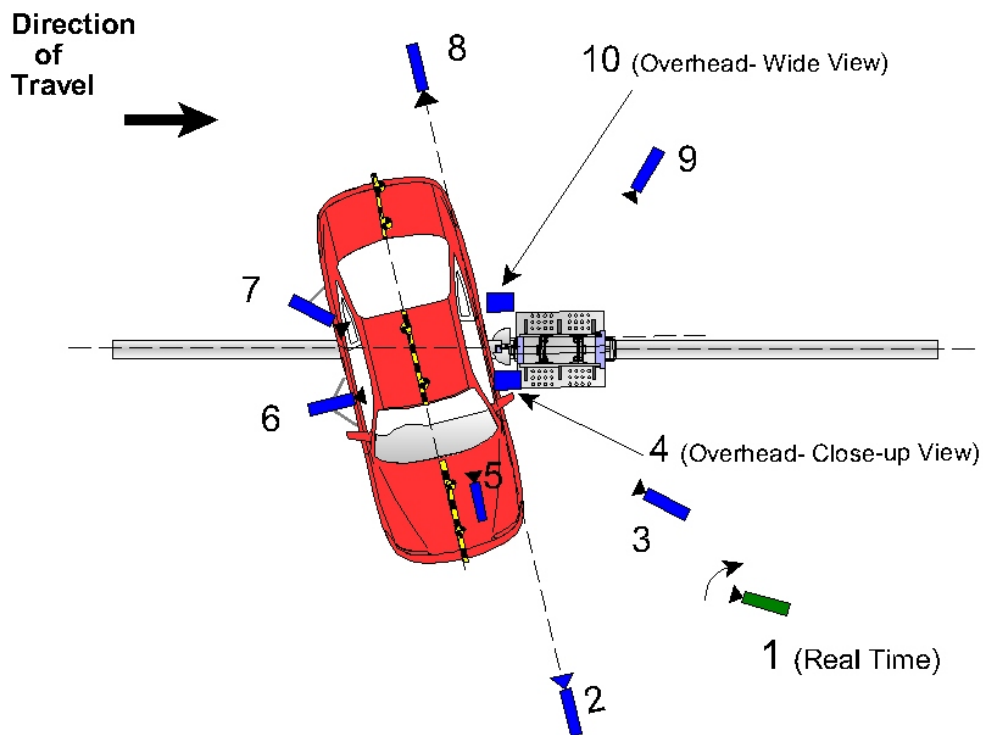 Direction
of
Travel
8
10 (Overhead- Wide View)
9
7
6
4 (Overhead- Close-up View)
5
3
1 (Real Time)
2